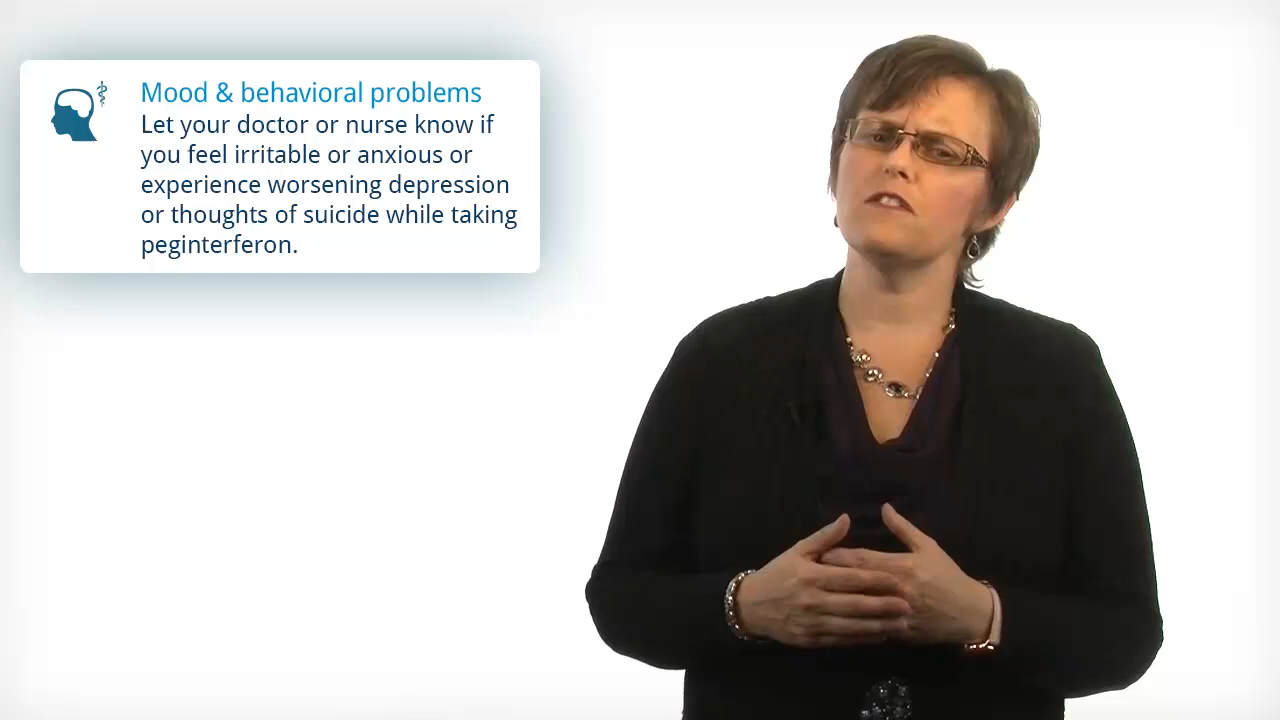 Mood & behavioral problems
Let your doctor or nurse know if
you feel irritable or anxious or
experience worsening depression
or thoughts of suicide while taking
peginterferon.